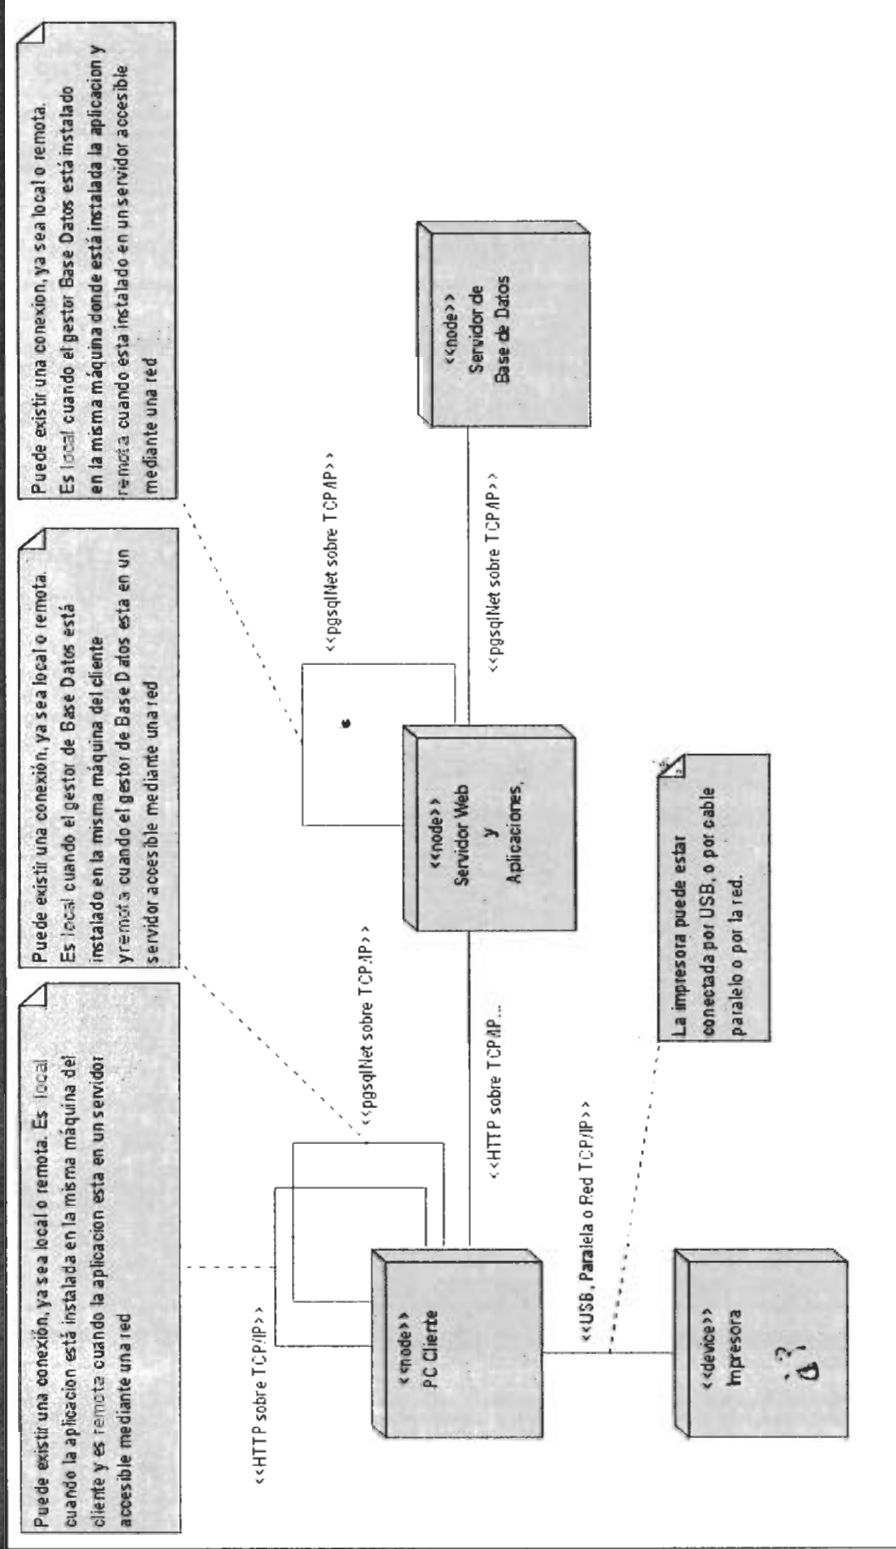 Puede existir una conexión, ya sea local o remota. Es local
cuando la aplicacion está instalada en la misma máquina del
cliente y es remota cuando la aplicacion esta en un servidor
accesible mediante una red
Puede existir una conexión, ya sea local o remota.
Es local cuando el gestor de Base Datos está
instalado en la misma máquina del cliente
y remota cuando el gestor de Base Datos esta en un
servidor accesible mediante una red
Puede existir una conexion, ya sea local o remota.
Es local cuando el gestor Base Datos está instalado
en la misma máquina donde está instalada la aplicacion y
remota cuando esta instalado en un servidor accesible
mediante una red
<<HTTP sobre TCP/IP>>
<<pgsqlNet sobre TCP/IP>>
<<pgsqlNet sobre TCP/IP>>
<<node>>
PC Cliente
<<HTTP sobre TCP/IP...
<<node>>
Servidor Web
y
Aplicaciones,
<<pgsqlNet sobre TCP/IP>>
<<node>>
Servidor de
Base de Datos
<<USB, Paralela o Red TCP/IP>>
<<device>>
Impresora
La impresora puede estar
conectada por USB, o por cable
paralelo o por la red.